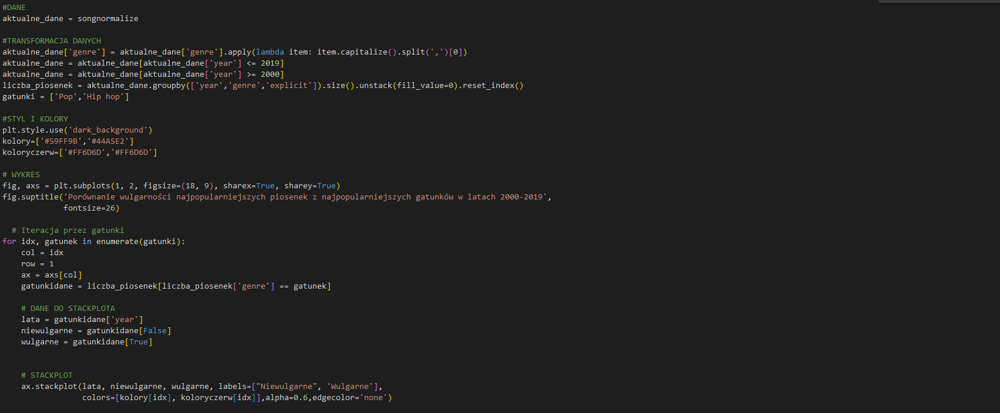 #DANE
aktualne_dane = songnormalize
#TRANSFORMACJA DANYCH
aktualne_dane['genre'] = aktualne_dane['genre'].apply(lambda item: item.capitalize().split(',')[0])
aktualne_dane = aktualne_dane[aktualne_dane['year'] <= 2019]
aktualne_dane = aktualne_dane[aktualne_dane['year'] >= 2000]
liczba_piosenek = aktualne_dane.groupby(['year','genre','explicit']).size().unstack(fill_value=0).reset_index()
gatunki = ['Pop','Hip hop']
#STYL I KOLORY
plt.style.use('dark_background')
kolory=['#59FF9B','#44A5E2']
koloryczerw=['#FF6D6D','#FF6D6D']
# WYKRES
fig, axs = plt.subplots(1, 2, figsize=(18, 9), sharex=True, sharey=True)
fig.suptitle('Porównanie wulgarności najpopularniejszych piosenek z najpopularniejszych gatunków w latach 2000-2019',
             fontsize=26)
  # Iteracja przez gatunki
for idx, gatunek in enumerate(gatunki):
    col = idx
    row = 1
    ax = axs[col]
    gatunkidane = liczba_piosenek[liczba_piosenek['genre'] == gatunek]
    # DANE DO STACKPLOTA
    lata = gatunkidane['year']
    niewulgarne = gatunkidane[False]
    wulgarne = gatunkidane[True]
    # STACKPLOT
    ax.stackplot(lata, niewulgarne, wulgarne, labels=["Niewulgarne", 'Wulgarne'],
                 colors=[kolory[idx], koloryczerw[idx]],alpha=0.6,edgecolor='none')